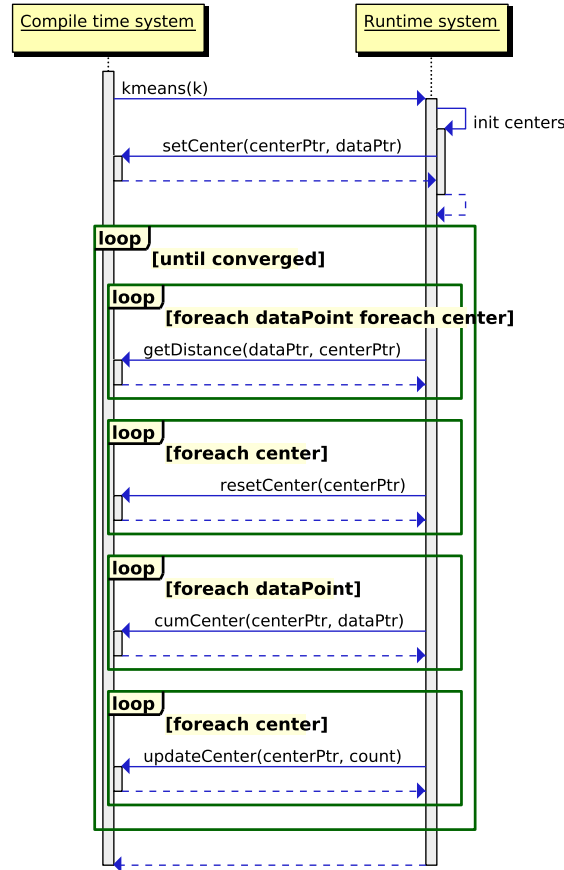 Compile time system
Runtime system
kmeans(k)
init centers
setCenter(centerPtr, dataPtr)
loop
[until converged]
loop
[foreach dataPoint foreach center]
getDistance(dataPtr, centerPtr)
loop
[foreach center]
resetCenter(centerPtr)
loop
[foreach dataPoint]
cumCenter(centerPtr, dataPtr)
loop
[foreach center]
updateCenter(centerPtr, count)